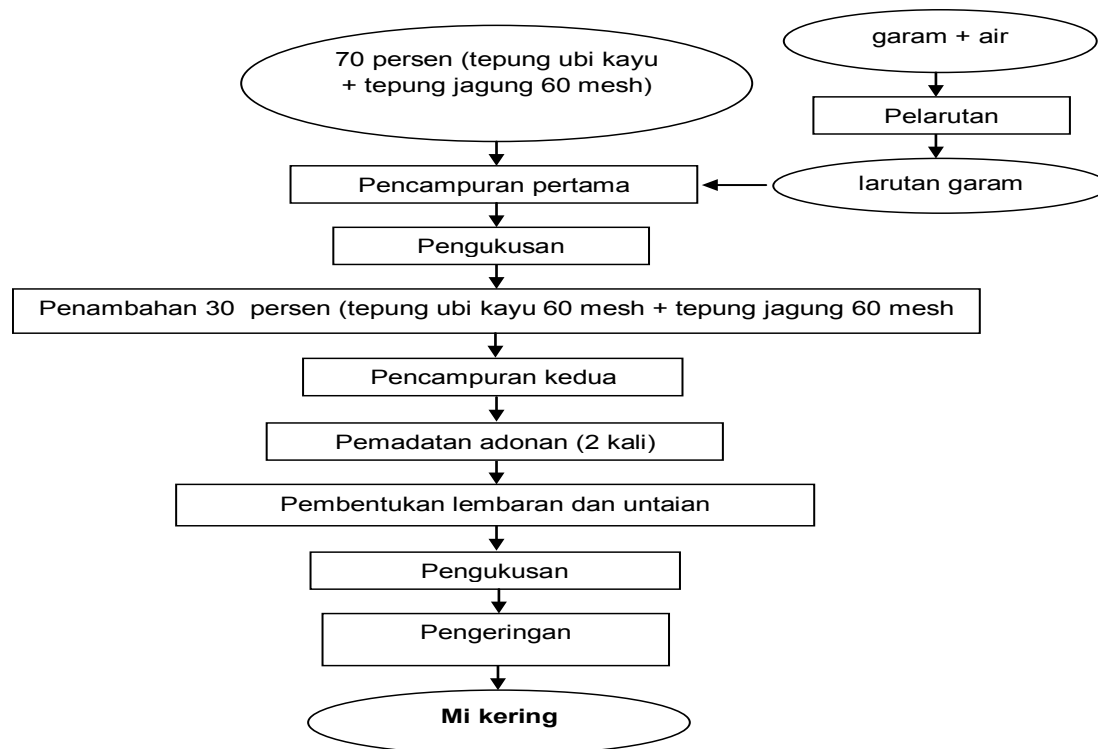 70 persen (tepung ubi kayu
+ tepung jagung 60 mesh)
garam + air
Pelarutan
larutan garam
Pencampuran pertama
Pengukusan
Penambahan 30 persen (tepung ubi kayu 60 mesh + tepung jagung 60 mesh
Pencampuran kedua
Pemadatan adonan (2 kali)
Pembentukan lembaran dan untaian
Pengukusan
Pengeringan
Mi kering